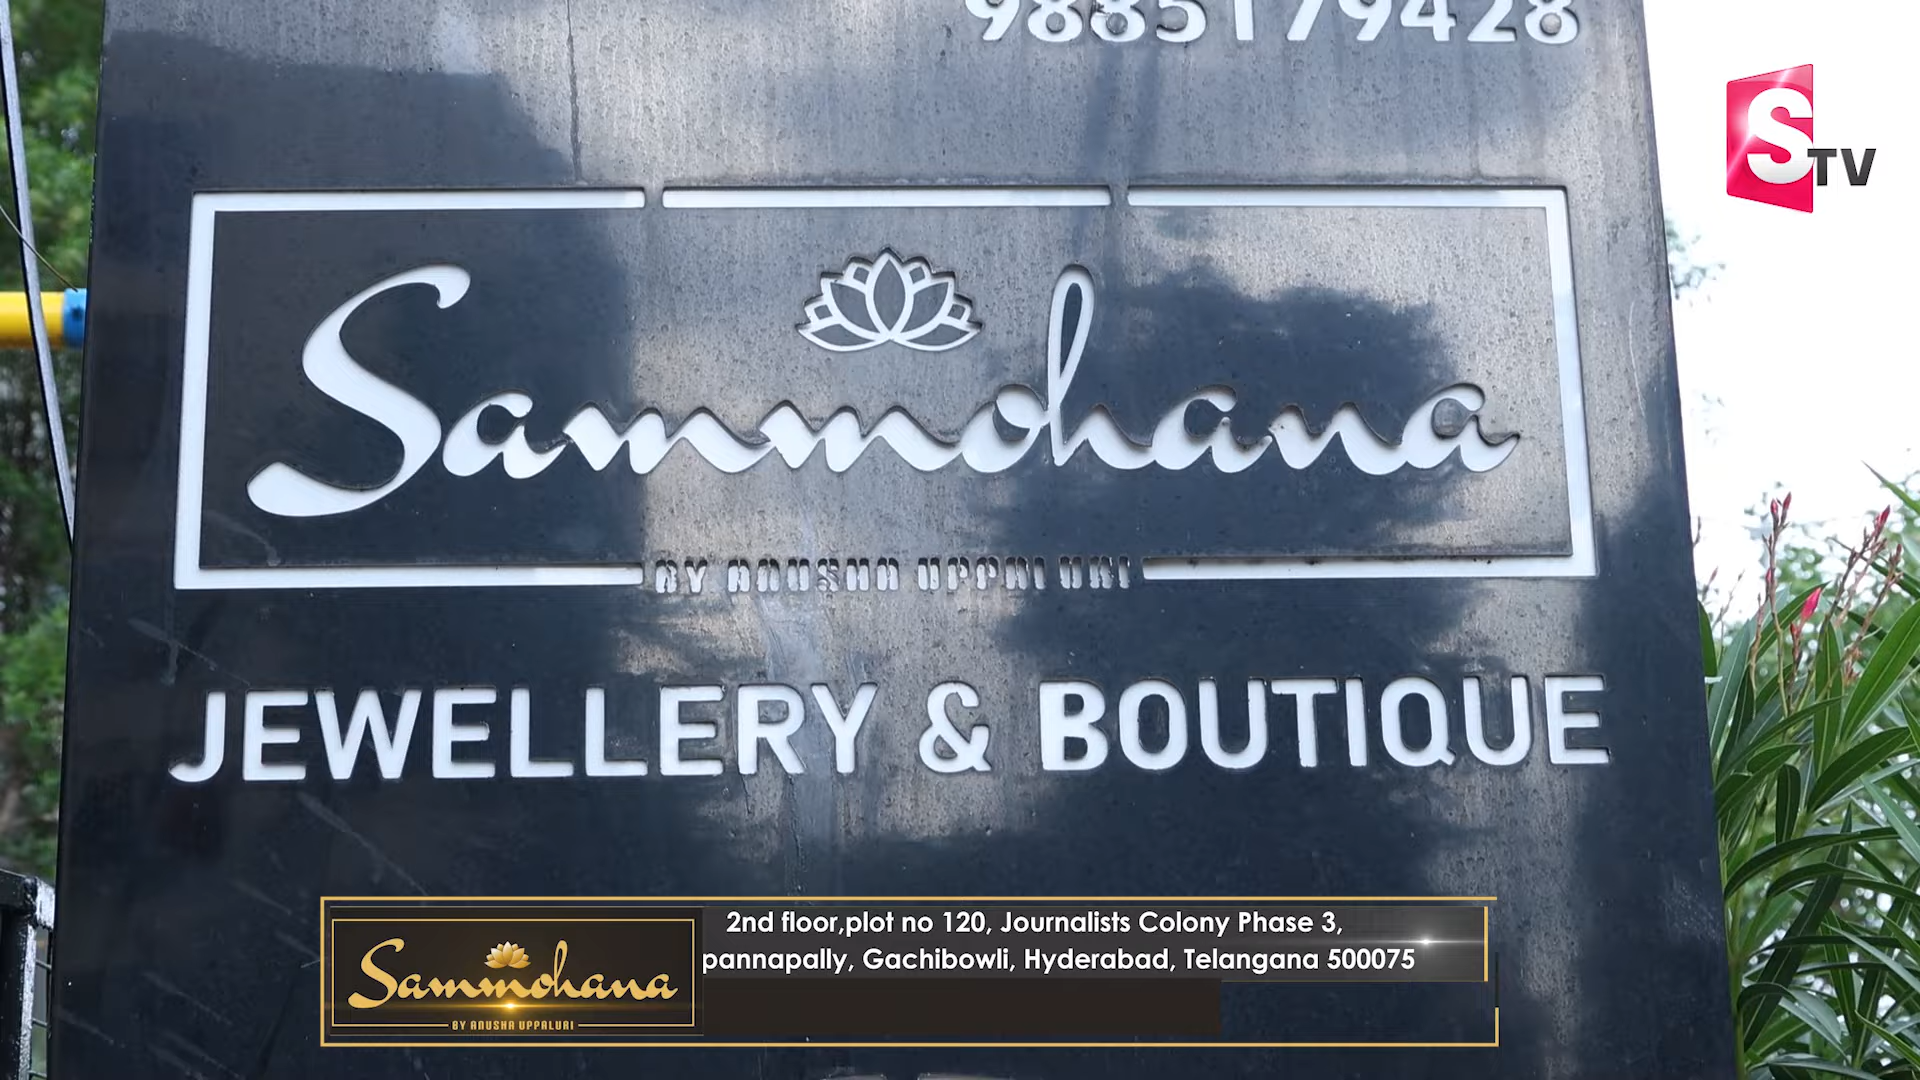 9885179428
S TV
Sammohana
BY ANUSHA UPPALURI
JEWELLERY & BOUTIQUE
2nd floor,plot no 120, Journalists Colony Phase 3,
pannapally, Gachibowli, Hyderabad, Telangana 500075
Sammohana
BY ANUSHA UPPALURI